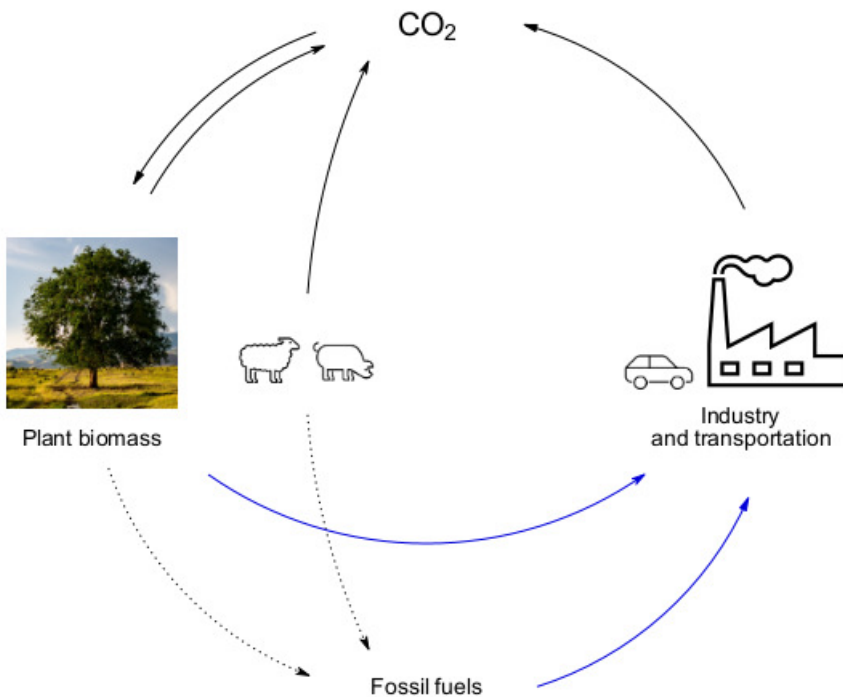 CO₂
Plant biomass
Industry
and transportation
Fossil fuels